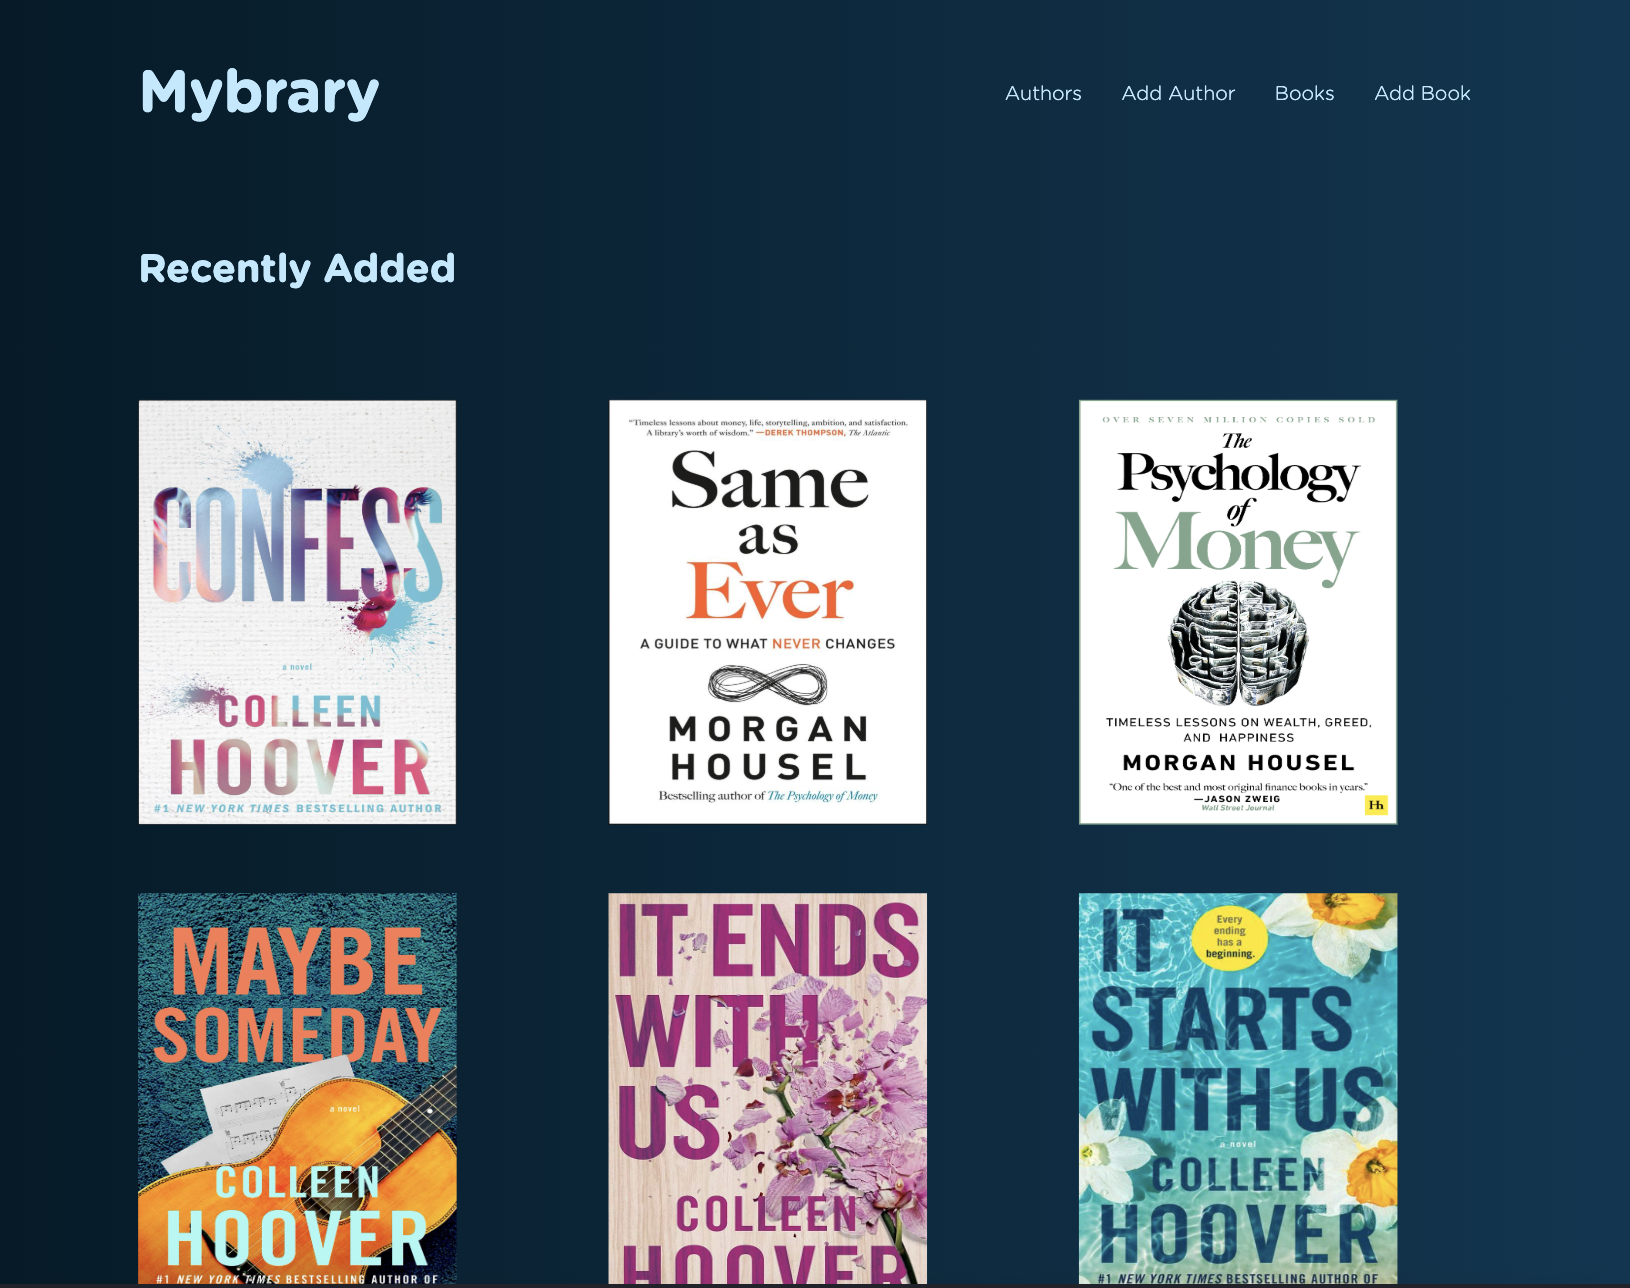 Mybrary
Authors
Add Author
Books
Add Book
Recently Added
CONFESS
a novel
COLLEEN
HOOVER
#1 NEW YORK TIMES BESTSELLING AUTHOR
“Timeless lessons about money, life, storytelling, ambition, and satisfaction.
A library’s worth of wisdom.” —DEREK THOMPSON, The Atlantic
Same
as
Ever
A GUIDE TO WHAT NEVER CHANGES
MORGAN
HOUSEL
Bestselling author of The Psychology of Money
OVER SEVEN MILLION COPIES SOLD
The
Psychology
of
Money
TIMELESS LESSONS ON WEALTH, GREED,
AND HAPPINESS
MORGAN HOUSEL
“One of the best and most original finance books in years.”
—JASON ZWEIG
Wall Street Journal
Hh
MAYBE
SOMEDAY
a novel
COLLEEN
HOOVER
#1 NEW YORK TIMES BESTSELLING AUTHOR OF
IT ENDS
WITH
US
COLLEEN
HOOVER
IT
Every
ending
has a
beginning.
STARTS
WITH US
a novel
COLLEEN
HOOVER
#1 NEW YORK TIMES BESTSELLING AUTHOR OF